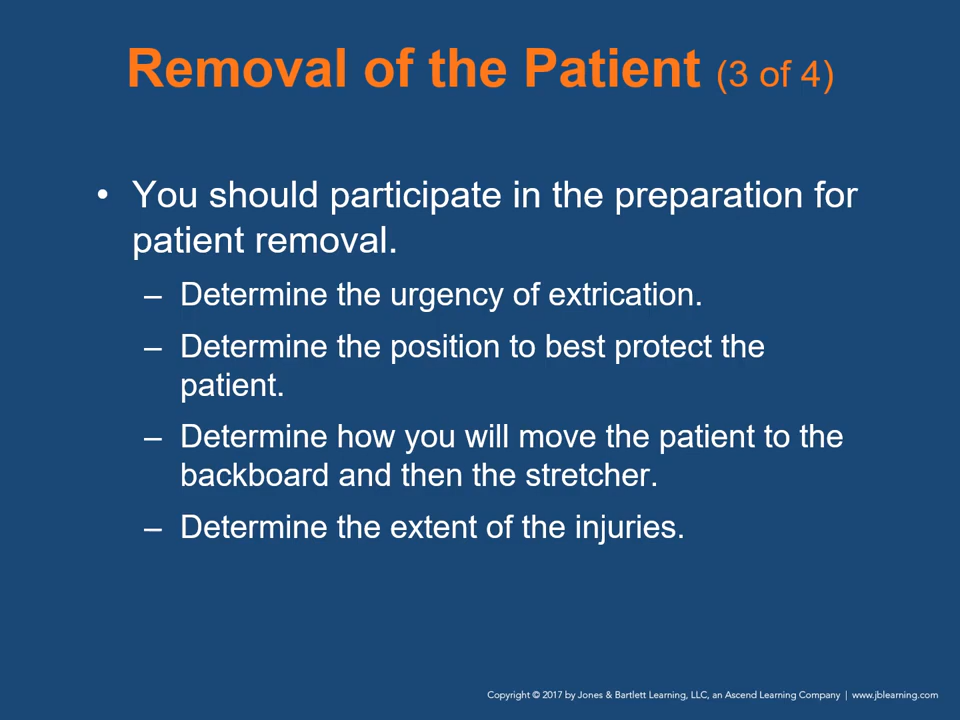 Removal of the Patient (3 of 4)
• You should participate in the preparation for
patient removal.
– Determine the urgency of extrication.
– Determine the position to best protect the
patient.
– Determine how you will move the patient to the
backboard and then the stretcher.
– Determine the extent of the injuries.
Copyright © 2017 by Jones & Bartlett Learning, LLC, an Ascend Learning Company | www.jblearning.com